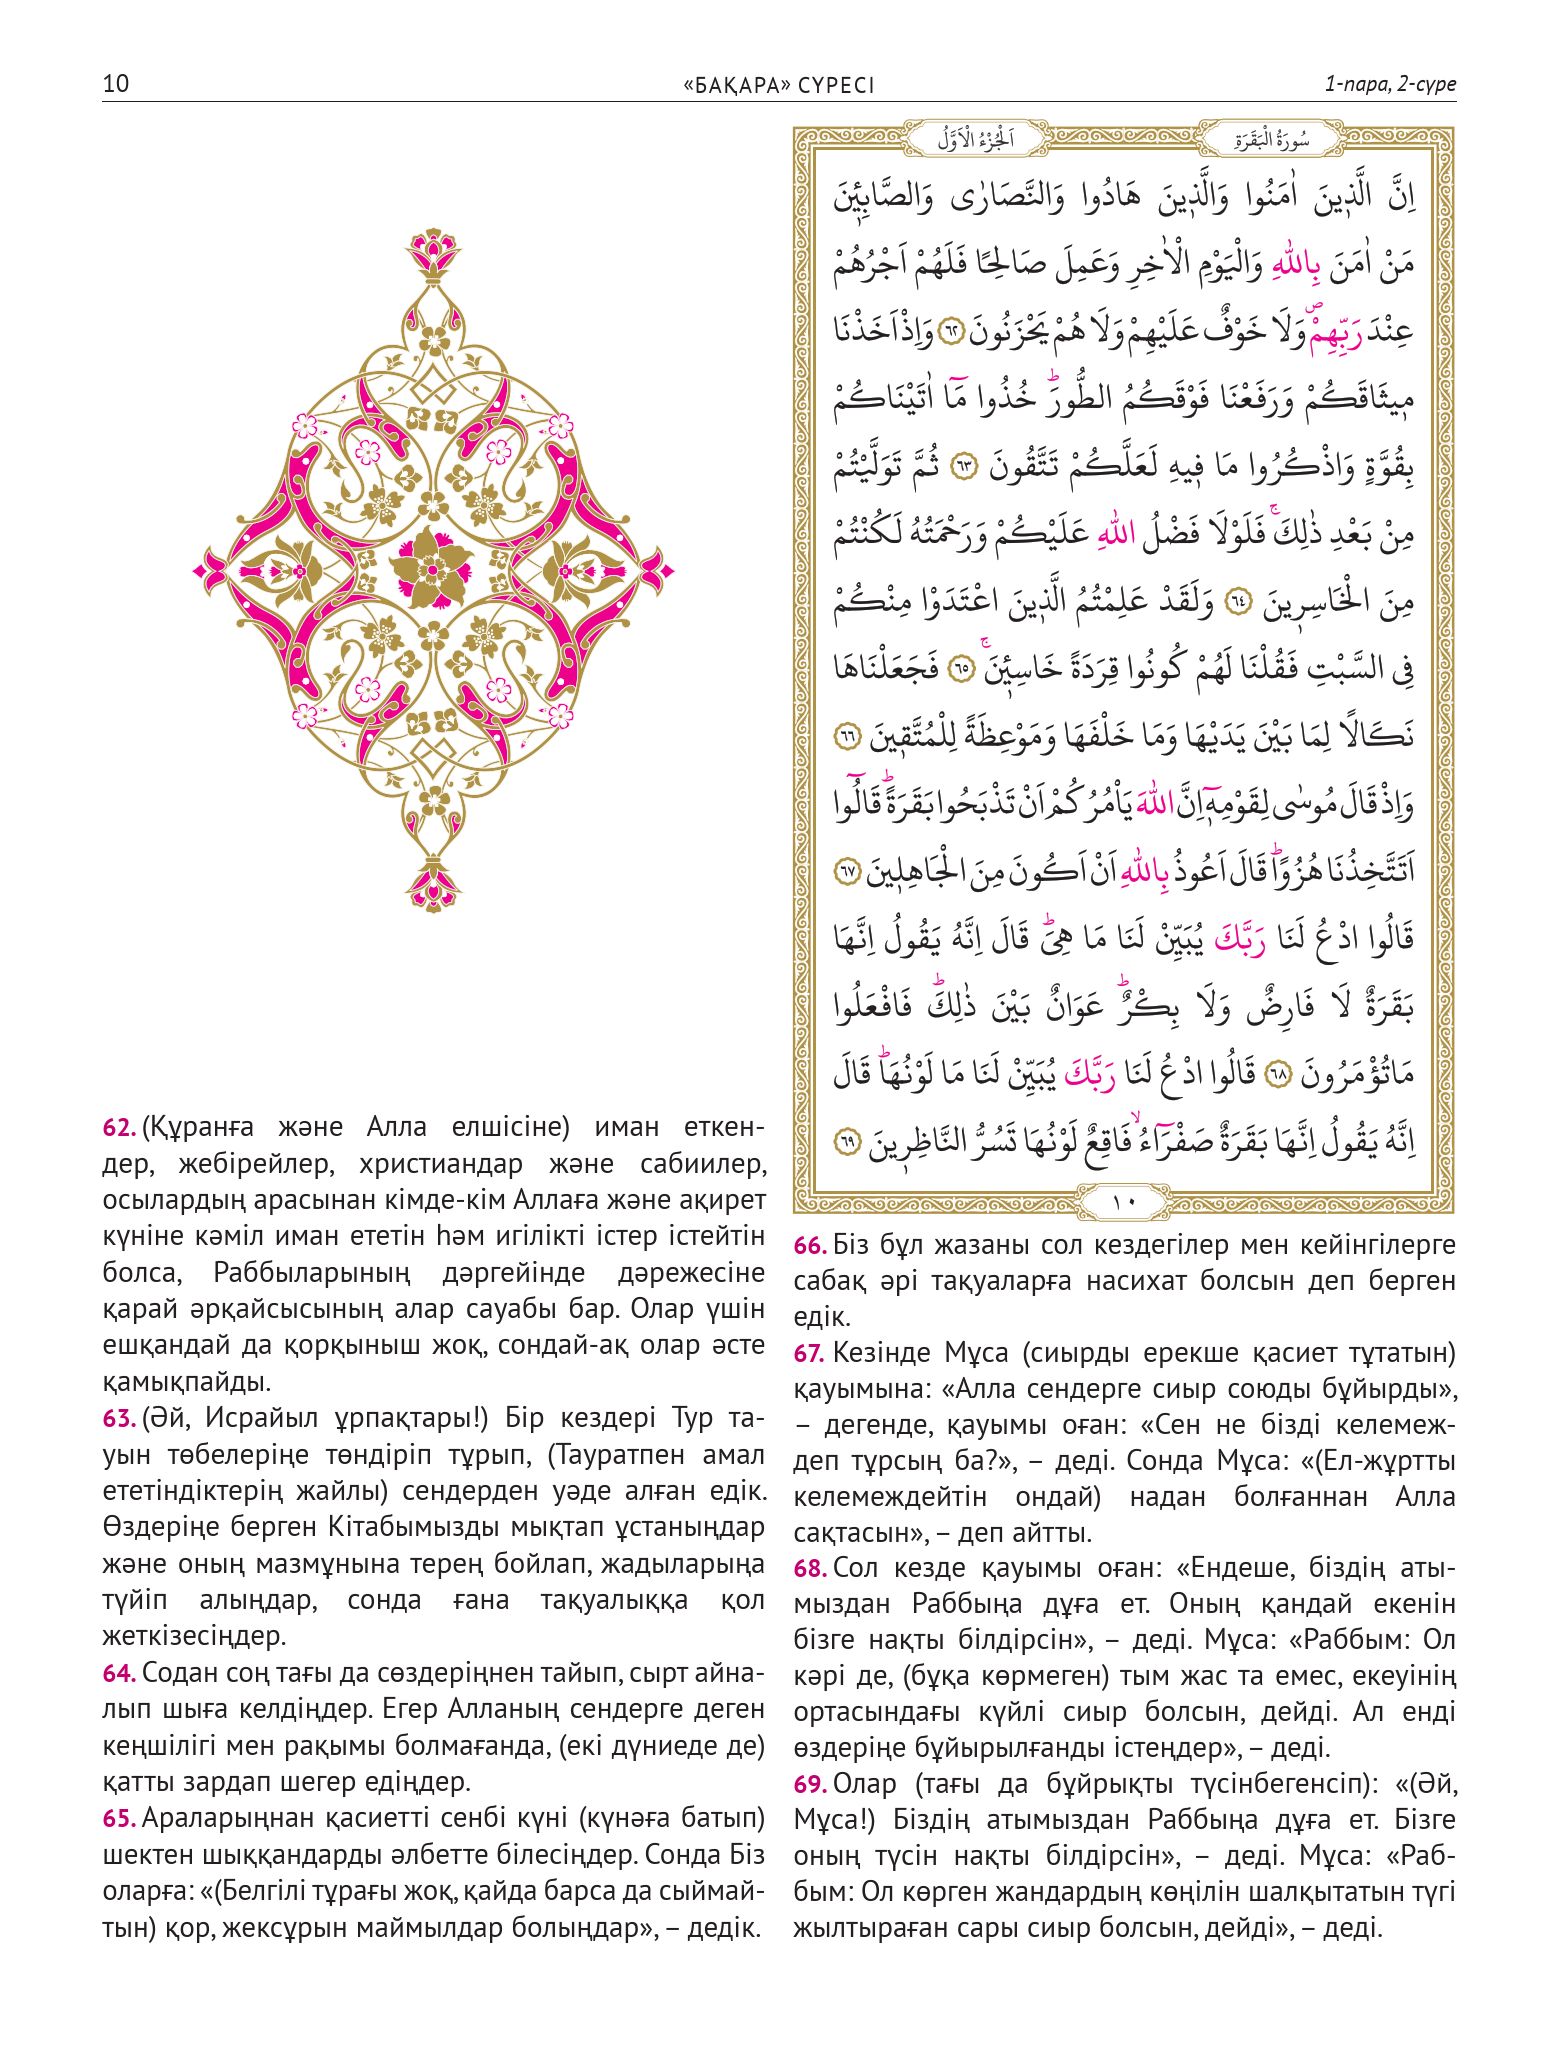 10
«БАҚАРА» СҮРЕСІ
1-пара, 2-сүре
اَلْجُزْءُ الْاَوَّلُ
سُورَةُ الْبَقَرَةِ
اِنَّ الَّذ۪ينَ اٰمَنُوا وَالَّذ۪ينَ هَادُوا وَالنَّصَارٰى وَالصَّابِـ۪ٔينَ
مَنْ اٰمَنَ بِاللّٰهِ وَالْيَوْمِ الْاٰخِرِ وَعَمِلَ صَالِحًا فَلَهُمْ اَجْرُهُمْ
عِنْدَ رَبِّهِمْۖ وَلَا خَوْفٌ عَلَيْهِمْ وَلَا هُمْ يَحْزَنُونَ ﴿٦٢﴾ وَاِذْ اَخَذْنَا
م۪يثَاقَكُمْ وَرَفَعْنَا فَوْقَكُمُ الطُّورَۜ خُذُوا مَٓا اٰتَيْنَاكُمْ
بِقُوَّةٍ وَاذْكُرُوا مَا ف۪يهِ لَعَلَّكُمْ تَتَّقُونَ ﴿٦٣﴾ ثُمَّ تَوَلَّيْتُمْ
مِنْ بَعْدِ ذٰلِكَۚ فَلَوْلَا فَضْلُ اللّٰهِ عَلَيْكُمْ وَرَحْمَتُهُ لَكُنْتُمْ
مِنَ الْخَاسِر۪ينَ ﴿٦٤﴾ وَلَقَدْ عَلِمْتُمُ الَّذ۪ينَ اعْتَدَوْا مِنْكُمْ
فِى السَّبْتِ فَقُلْنَا لَهُمْ كُونُوا قِرَدَةً خَاسِـ۪ٔينَۚ ﴿٦٥﴾ فَجَعَلْنَاهَا
نَكَالًا لِمَا بَيْنَ يَدَيْهَا وَمَا خَلْفَهَا وَمَوْعِظَةً لِلْمُتَّق۪ينَ ﴿٦٦﴾
وَاِذْ قَالَ مُوسٰى لِقَوْمِه۪ٓ اِنَّ اللّٰهَ يَأْمُرُكُمْ اَنْ تَذْبَحُوا بَقَرَةًۜ قَالُٓوا
اَتَتَّخِذُنَا هُزُوًاۜ قَالَ اَعُوذُ بِاللّٰهِ اَنْ اَكُونَ مِنَ الْجَاهِل۪ينَ ﴿٦٧﴾
قَالُوا ادْعُ لَنَا رَبَّكَ يُبَيِّنْ لَنَا مَا هِىَۜ قَالَ اِنَّهُ يَقُولُ اِنَّهَا
بَقَرَةٌ لَا فَارِضٌ وَلَا بِكْرٌۜ عَوَانٌ بَيْنَ ذٰلِكَۜ فَافْعَلُوا
مَا تُؤْمَرُونَ ﴿٦٨﴾ قَالُوا ادْعُ لَنَا رَبَّكَ يُبَيِّنْ لَنَا مَا لَوْنُهَاۜ قَالَ
اِنَّهُ يَقُولُ اِنَّهَا بَقَرَةٌ صَفْرَٓاءُۙ فَاقِعٌ لَوْنُهَا تَسُرُّ النَّاظِر۪ينَ ﴿٦٩﴾
١٠
62. (Құранға және Алла елшісіне) иман еткен-
дер, жебірейлер, христиандар және сабиилер,
осылардың арасынан кімде-кім Аллаға және ақирет
күніне кәміл иман ететін һәм игілікті істер істейтін
болса, Раббыларының дәргейінде дәрежесіне
қарай әрқайсысының алар сауабы бар. Олар үшін
ешқандай да қорқыныш жоқ, сондай-ақ олар әсте
қамықпайды.
63. (Әй, Исрайыл ұрпақтары!) Бір кездері Тур та-
уын төбелеріңе төндіріп тұрып, (Тауратпен амал
ететіндіктерің жайлы) сендерден уәде алған едік.
Өздеріңе берген Кітабымызды мықтап ұстаныңдар
және оның мазмұнына терең бойлап, жадыларыңа
түйіп алыңдар, сонда ғана тақуалыққа қол
жеткізесіңдер.
64. Содан соң тағы да сөздеріңнен тайып, сырт айна-
лып шыға келдіңдер. Егер Алланың сендерге деген
кеңшілігі мен рақымы болмағанда, (екі дүниеде де)
қатты зардап шегер едіңдер.
65. Араларыңнан қасиетті сенбі күні (күнәға батып)
шектен шыққандарды әлбетте білесіңдер. Сонда Біз
оларға: «(Белгілі тұрағы жоқ, қайда барса да сыймай-
тын) қор, жексұрын маймылдар болыңдар», – дедік.
66. Біз бұл жазаны сол кездегілер мен кейінгілерге
сабақ әрі тақуаларға насихат болсын деп берген
едік.
67. Кезінде Мұса (сиырды ерекше қасиет тұтатын)
қауымына: «Алла сендерге сиыр союды бұйырды»,
– дегенде, қауымы оған: «Сен не бізді келемеж-
деп тұрсың ба?», – деді. Сонда Мұса: «(Ел-жұртты
келемеждейтін ондай) надан болғаннан Алла
сақтасын», – деп айтты.
68. Сол кезде қауымы оған: «Ендеше, біздің аты-
мыздан Раббыңа дұға ет. Оның қандай екенін
бізге нақты білдірсін», – деді. Мұса: «Раббым: Ол
кәрі де, (бұқа көрмеген) тым жас та емес, екеуінің
ортасындағы күйлі сиыр болсын, дейді. Ал енді
өздеріңе бұйырылғанды істеңдер», – деді.
69. Олар (тағы да бұйрықты түсінбегенсіп): «(Әй,
Мұса!) Біздің атымыздан Раббыңа дұға ет. Бізге
оның түсін нақты білдірсін», – деді. Мұса: «Раб-
бым: Ол көрген жандардың көңілін шалқытатын түгі
жылтыраған сары сиыр болсын, дейді», – деді.